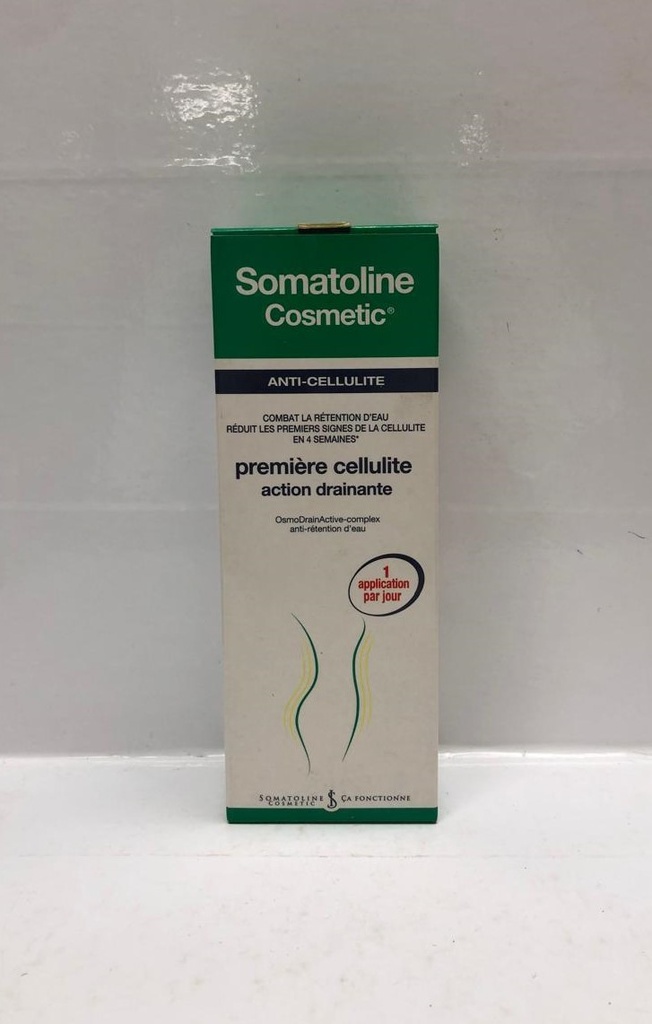 Somatoline
Cosmetic®
ANTI-CELLULITE
COMBAT LA RÉTENTION D'EAU
RÉDUIT LES PREMIERS SIGNES DE LA CELLULITE
EN 4 SEMAINES*
première cellulite
action drainante
OsmoDrainActive-complex
anti-rétention d'eau
1
application
par jour
SOMATOLINE
COSMETIC
ÇA FONCTIONNE